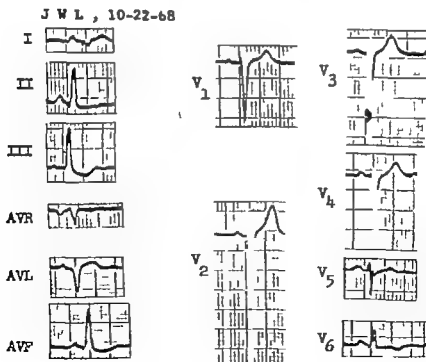 J W L , 10-22-68
I
II
III
AVR
AVL
AVF
V1
V2
V3
V4
V5
V6